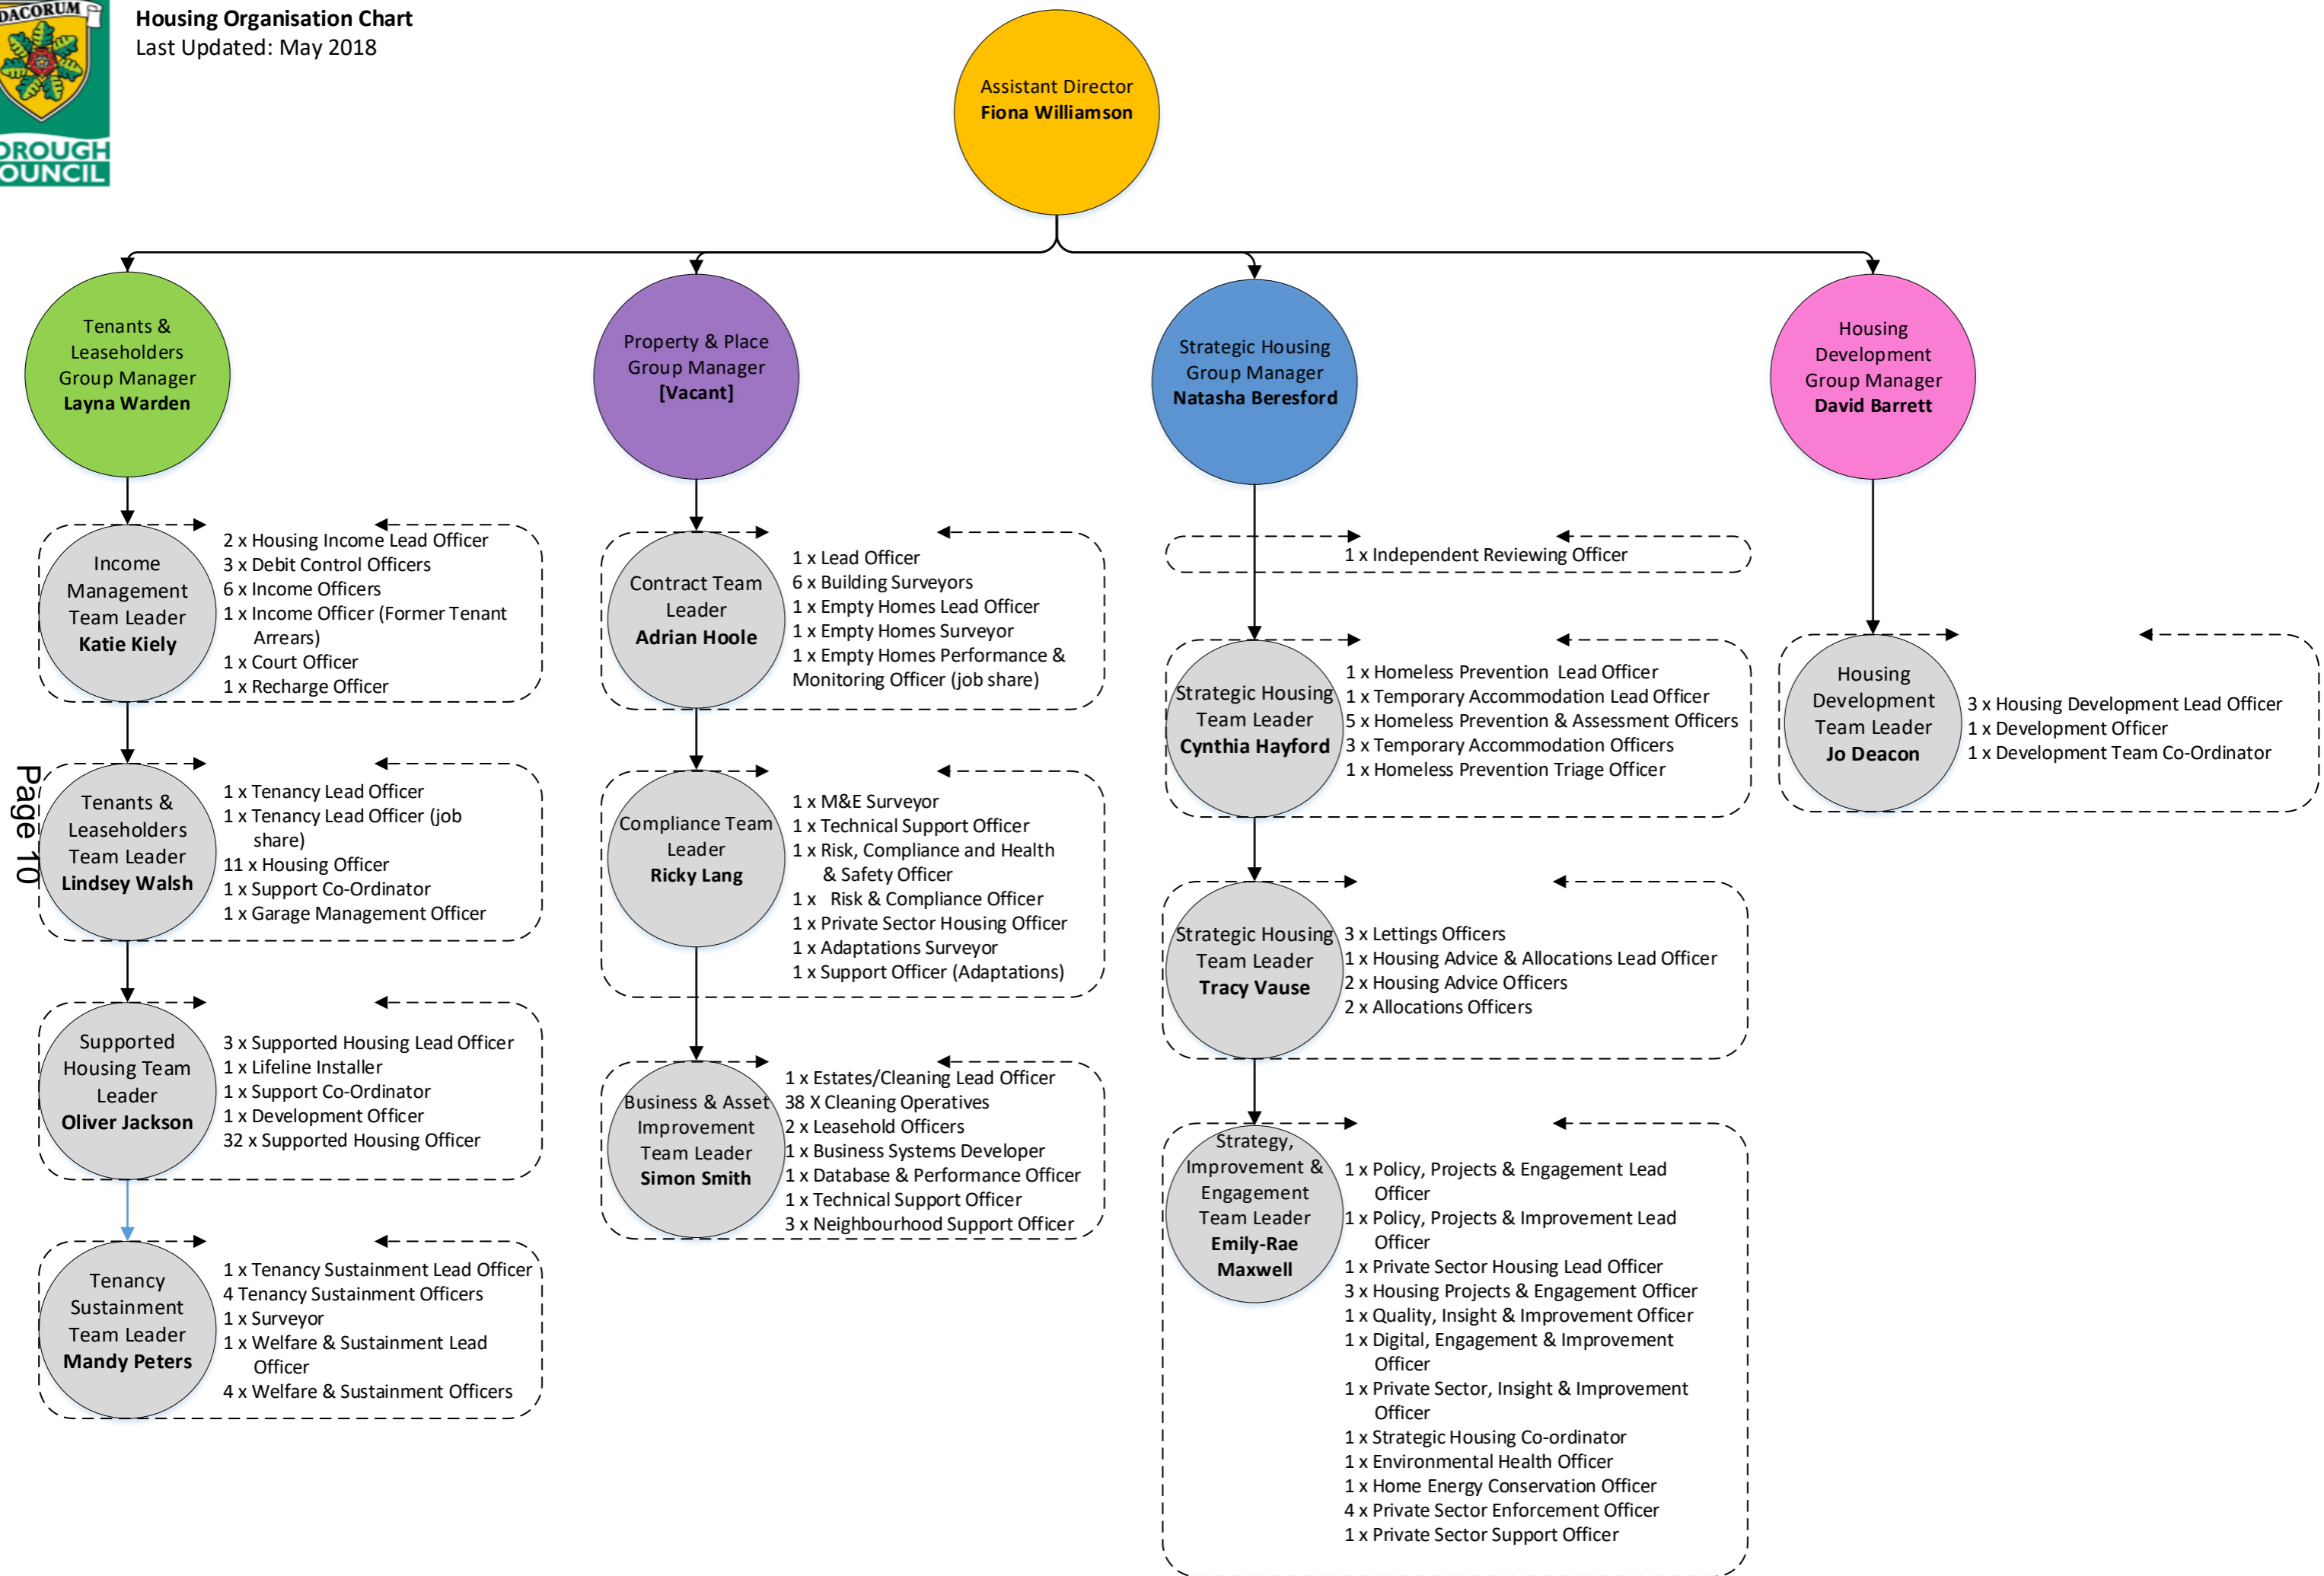 DACORUM
OROUGH
OUNCIL
Housing Organisation Chart
Last Updated: May 2018
Assistant Director
Fiona Williamson
Tenants &
Leaseholders
Group Manager
Layna Warden
Property & Place
Group Manager
[Vacant]
Strategic Housing
Group Manager
Natasha Beresford
Housing
Development
Group Manager
David Barrett
Income
Management
Team Leader
Katie Kiely
2 x Housing Income Lead Officer
3 x Debit Control Officers
6 x Income Officers
1 x Income Officer (Former Tenant
Arrears)
1 x Court Officer
1 x Recharge Officer
Tenants &
Leaseholders
Team Leader
Lindsey Walsh
1 x Tenancy Lead Officer
1 x Tenancy Lead Officer (job
share)
11 x Housing Officer
1 x Support Co-Ordinator
1 x Garage Management Officer
Supported
Housing Team
Leader
Oliver Jackson
3 x Supported Housing Lead Officer
1 x Lifeline Installer
1 x Support Co-Ordinator
1 x Development Officer
32 x Supported Housing Officer
Tenancy
Sustainment
Team Leader
Mandy Peters
1 x Tenancy Sustainment Lead Officer
4 Tenancy Sustainment Officers
1 x Surveyor
1 x Welfare & Sustainment Lead
Officer
4 x Welfare & Sustainment Officers
Contract Team
Leader
Adrian Hoole
1 x Lead Officer
6 x Building Surveyors
1 x Empty Homes Lead Officer
1 x Empty Homes Surveyor
1 x Empty Homes Performance &
Monitoring Officer (job share)
Compliance Team
Leader
Ricky Lang
1 x M&E Surveyor
1 x Technical Support Officer
1 x Risk, Compliance and Health
& Safety Officer
1 x Risk & Compliance Officer
1 x Private Sector Housing Officer
1 x Adaptations Surveyor
1 x Support Officer (Adaptations)
Business & Asset
Improvement
Team Leader
Simon Smith
1 x Estates/Cleaning Lead Officer
38 X Cleaning Operatives
2 x Leasehold Officers
1 x Business Systems Developer
1 x Database & Performance Officer
1 x Technical Support Officer
3 x Neighbourhood Support Officer
1 x Independent Reviewing Officer
Strategic Housing
Team Leader
Cynthia Hayford
1 x Homeless Prevention Lead Officer
1 x Temporary Accommodation Lead Officer
5 x Homeless Prevention & Assessment Officers
3 x Temporary Accommodation Officers
1 x Homeless Prevention Triage Officer
Strategic Housing
Team Leader
Tracy Vause
3 x Lettings Officers
1 x Housing Advice & Allocations Lead Officer
2 x Housing Advice Officers
2 x Allocations Officers
Strategy,
Improvement &
Engagement
Team Leader
Emily-Rae
Maxwell
1 x Policy, Projects & Engagement Lead
Officer
1 x Policy, Projects & Improvement Lead
Officer
1 x Private Sector Housing Lead Officer
3 x Housing Projects & Engagement Officer
1 x Quality, Insight & Improvement Officer
1 x Digital, Engagement & Improvement
Officer
1 x Private Sector, Insight & Improvement
Officer
1 x Strategic Housing Co-ordinator
1 x Environmental Health Officer
1 x Home Energy Conservation Officer
4 x Private Sector Enforcement Officer
1 x Private Sector Support Officer
Housing
Development
Team Leader
Jo Deacon
3 x Housing Development Lead Officer
1 x Development Officer
1 x Development Team Co-Ordinator
Page 10